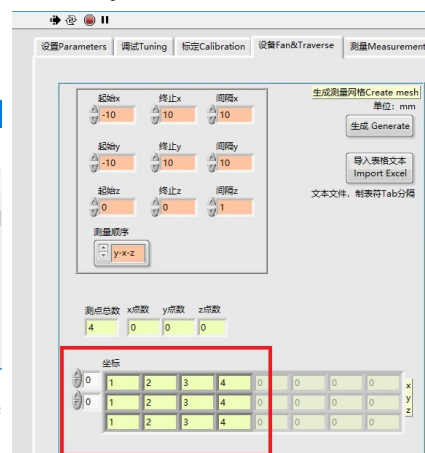 设置Parameters 调试Tuning 标定Calibration 设备Fan&Traverse 测量Measurement
生成测量网格Create mesh
单位：mm
起始x 终止x 间隔x
-10 10 10
生成 Generate
起始y 终止y 间隔y
-10 10 10
导入表格文本
Import Excel
文本文件，制表符Tab分隔
起始z 终止z 间隔z
0 0 1
测量顺序
y-x-z
测点总数 x点数 y点数 z点数
4 0 0 0
坐标
0 1 2 3 4 0 0 0 0 x
0 1 2 3 4 0 0 0 0 y
1 2 3 4 0 0 0 0 z